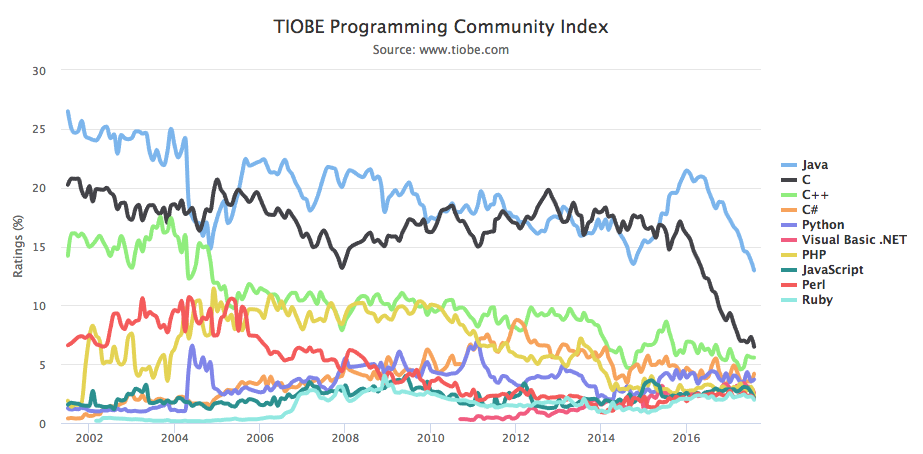 TIOBE Programming Community Index
Source: www.tiobe.com
Ratings (%)
30
25
20
15
10
5
0
2002 2004 2006 2008 2010 2012 2014 2016
Java
C
C++
C#
Python
Visual Basic .NET
PHP
JavaScript
Perl
Ruby